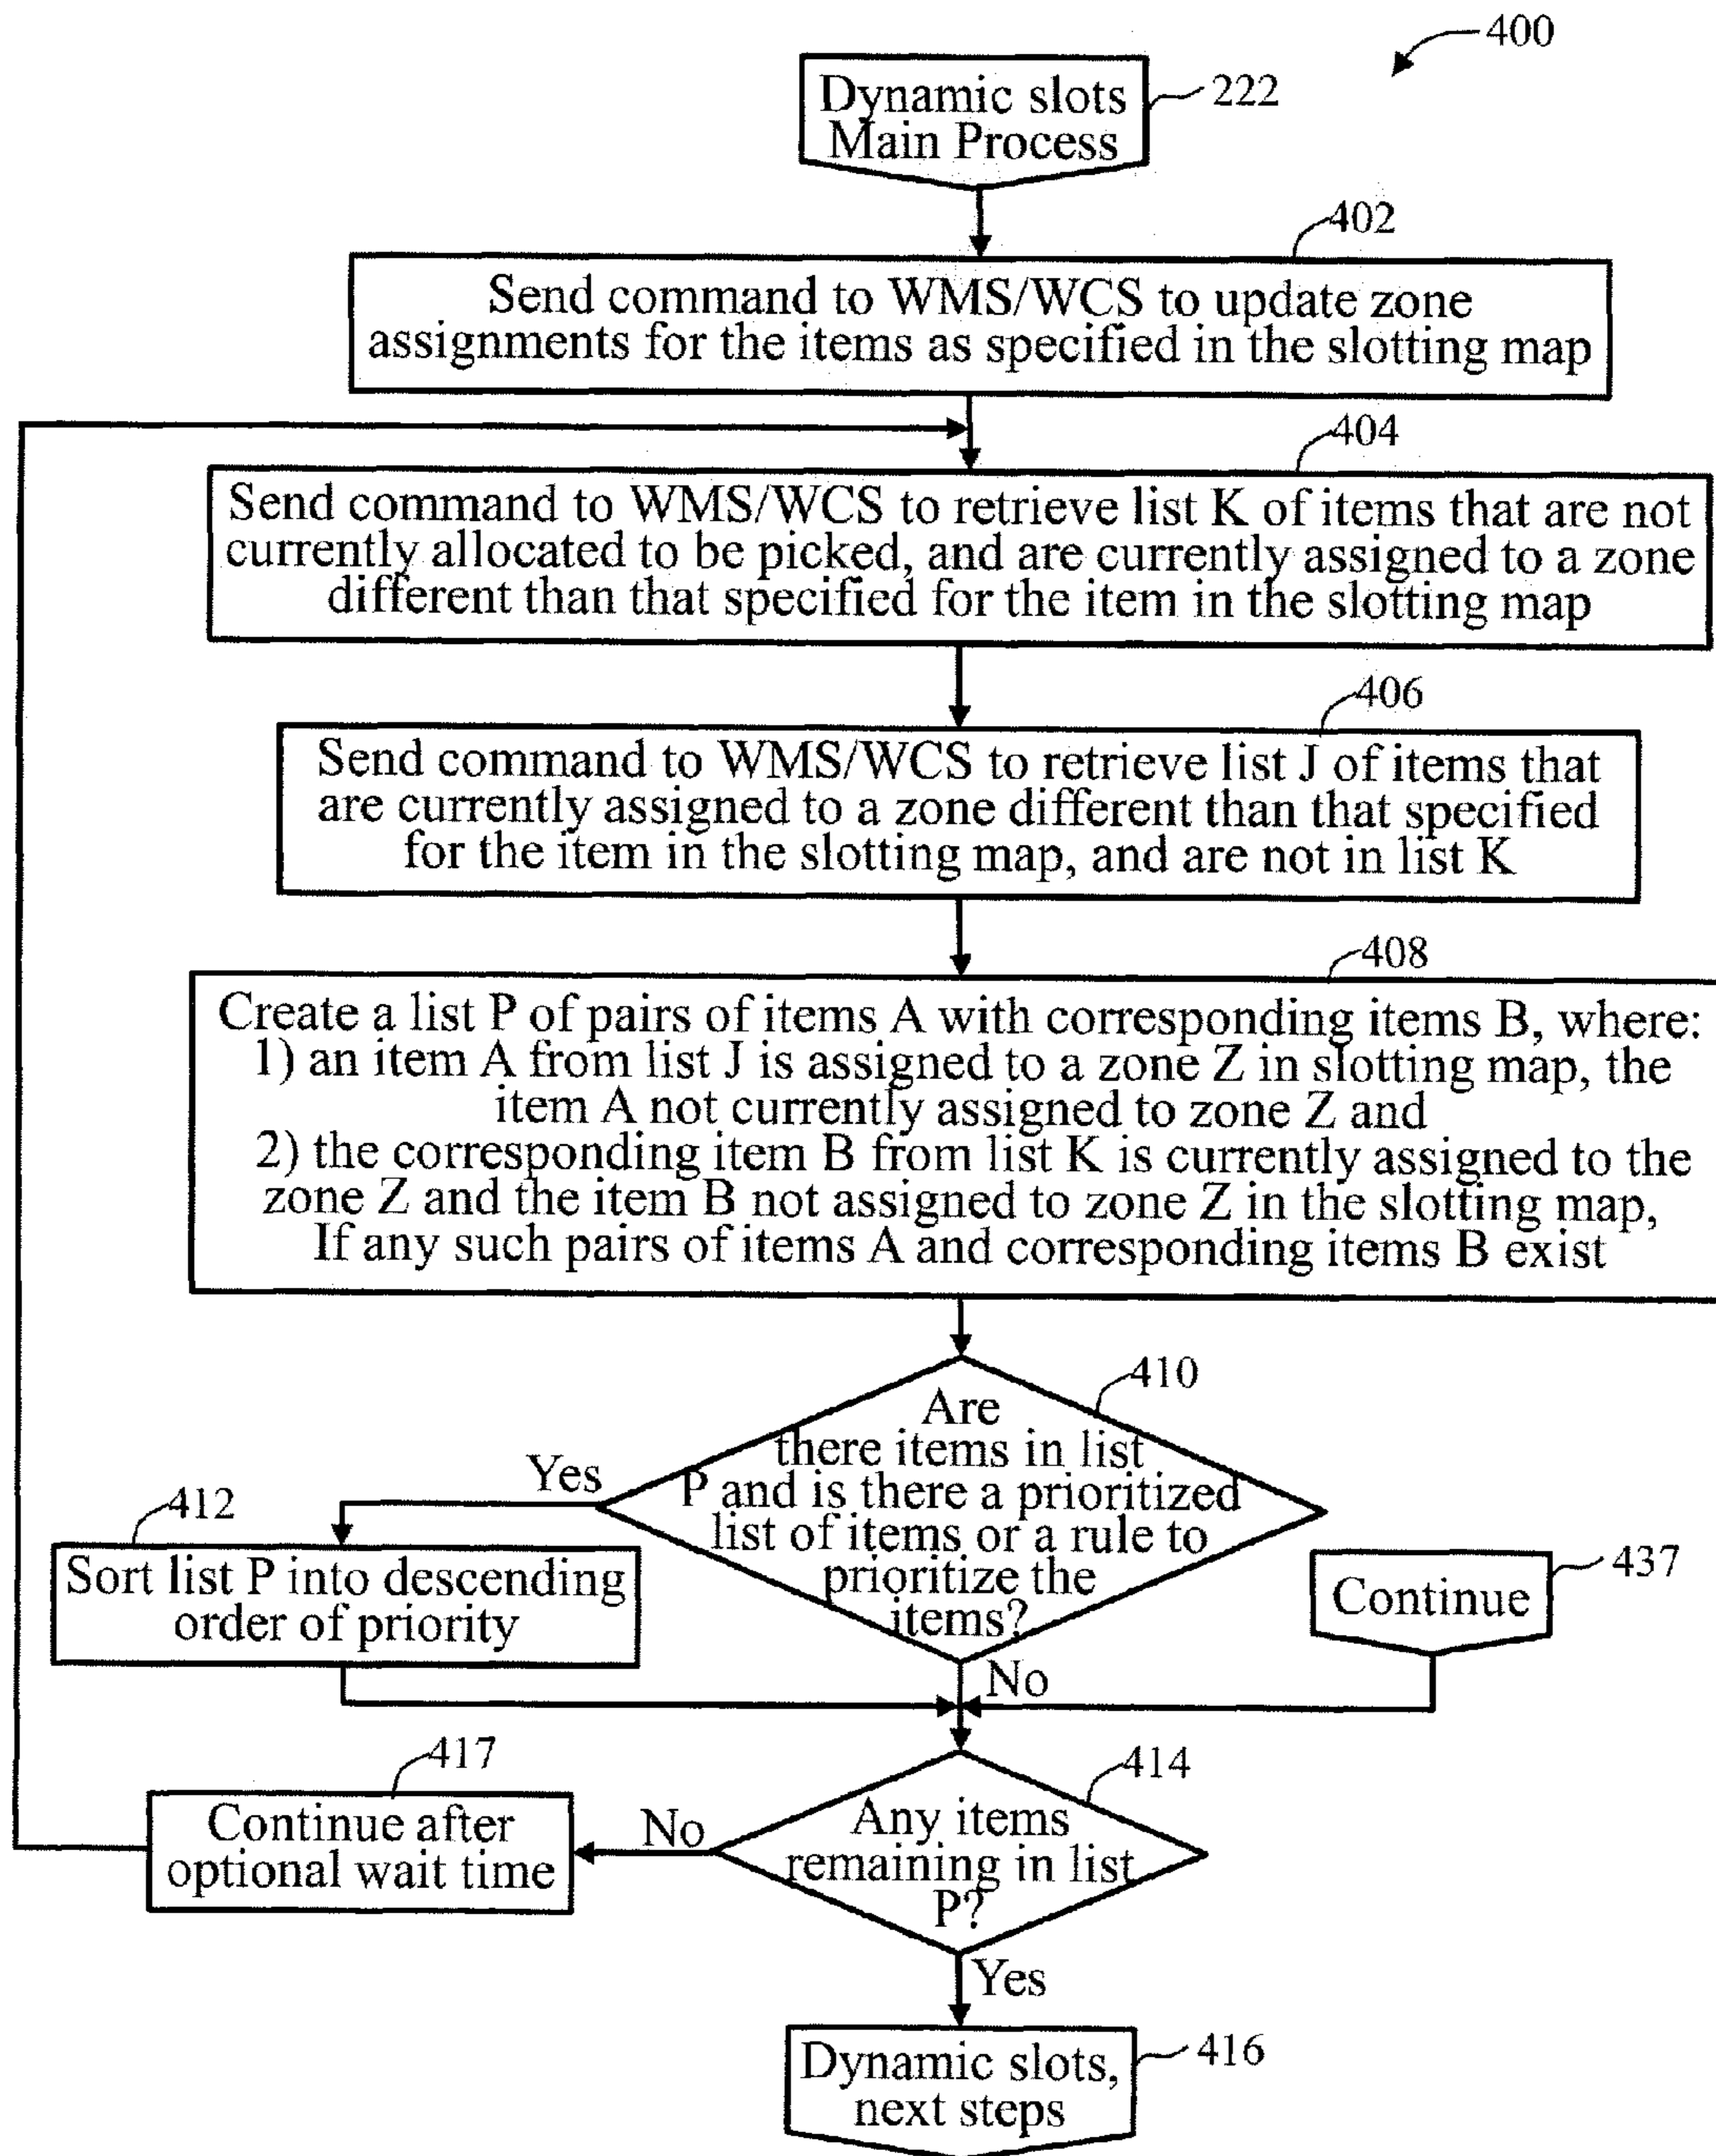 400
Dynamic slots
Main Process
222
402
Send command to WMS/WCS to update zone
assignments for the items as specified in the slotting map
404
Send command to WMS/WCS to retrieve list K of items that are not
currently allocated to be picked, and are currently assigned to a zone
different than that specified for the item in the slotting map
406
Send command to WMS/WCS to retrieve list J of items that
are currently assigned to a zone different than that specified
for the item in the slotting map, and are not in list K
408
Create a list P of pairs of items A with corresponding items B, where:
1) an item A from list J is assigned to a zone Z in slotting map, the
item A not currently assigned to zone Z and
2) the corresponding item B from list K is currently assigned to the
zone Z and the item B not assigned to zone Z in the slotting map,
If any such pairs of items A and corresponding items B exist
410
Are
there items in list
P and is there a prioritized
list of items or a rule to
prioritize the
items?
Yes
412
Sort list P into descending
order of priority
437
Continue
No
417
Continue after
optional wait time
414
Any items
remaining in list
P?
No
Yes
Dynamic slots,
next steps
416